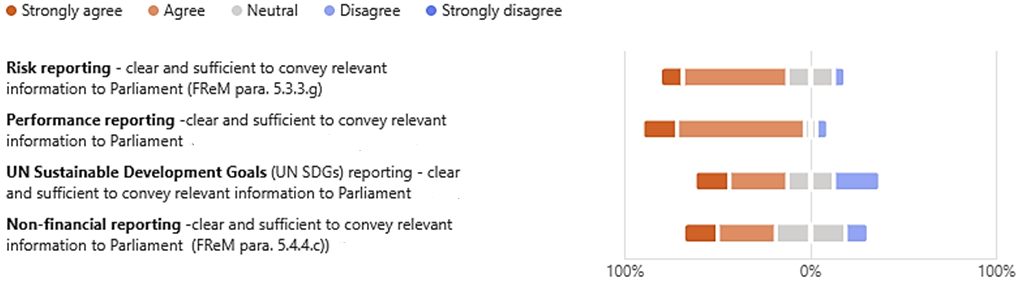 Strongly agree Agree Neutral Disagree Strongly disagree
Risk reporting - clear and sufficient to convey relevant
information to Parliament (FReM para. 5.3.3.g)
Performance reporting -clear and sufficient to convey relevant
information to Parliament
UN Sustainable Development Goals (UN SDGs) reporting - clear
and sufficient to convey relevant information to Parliament
Non-financial reporting -clear and sufficient to convey relevant
information to Parliament (FReM para. 5.4.4.c))
100% 0% 100%